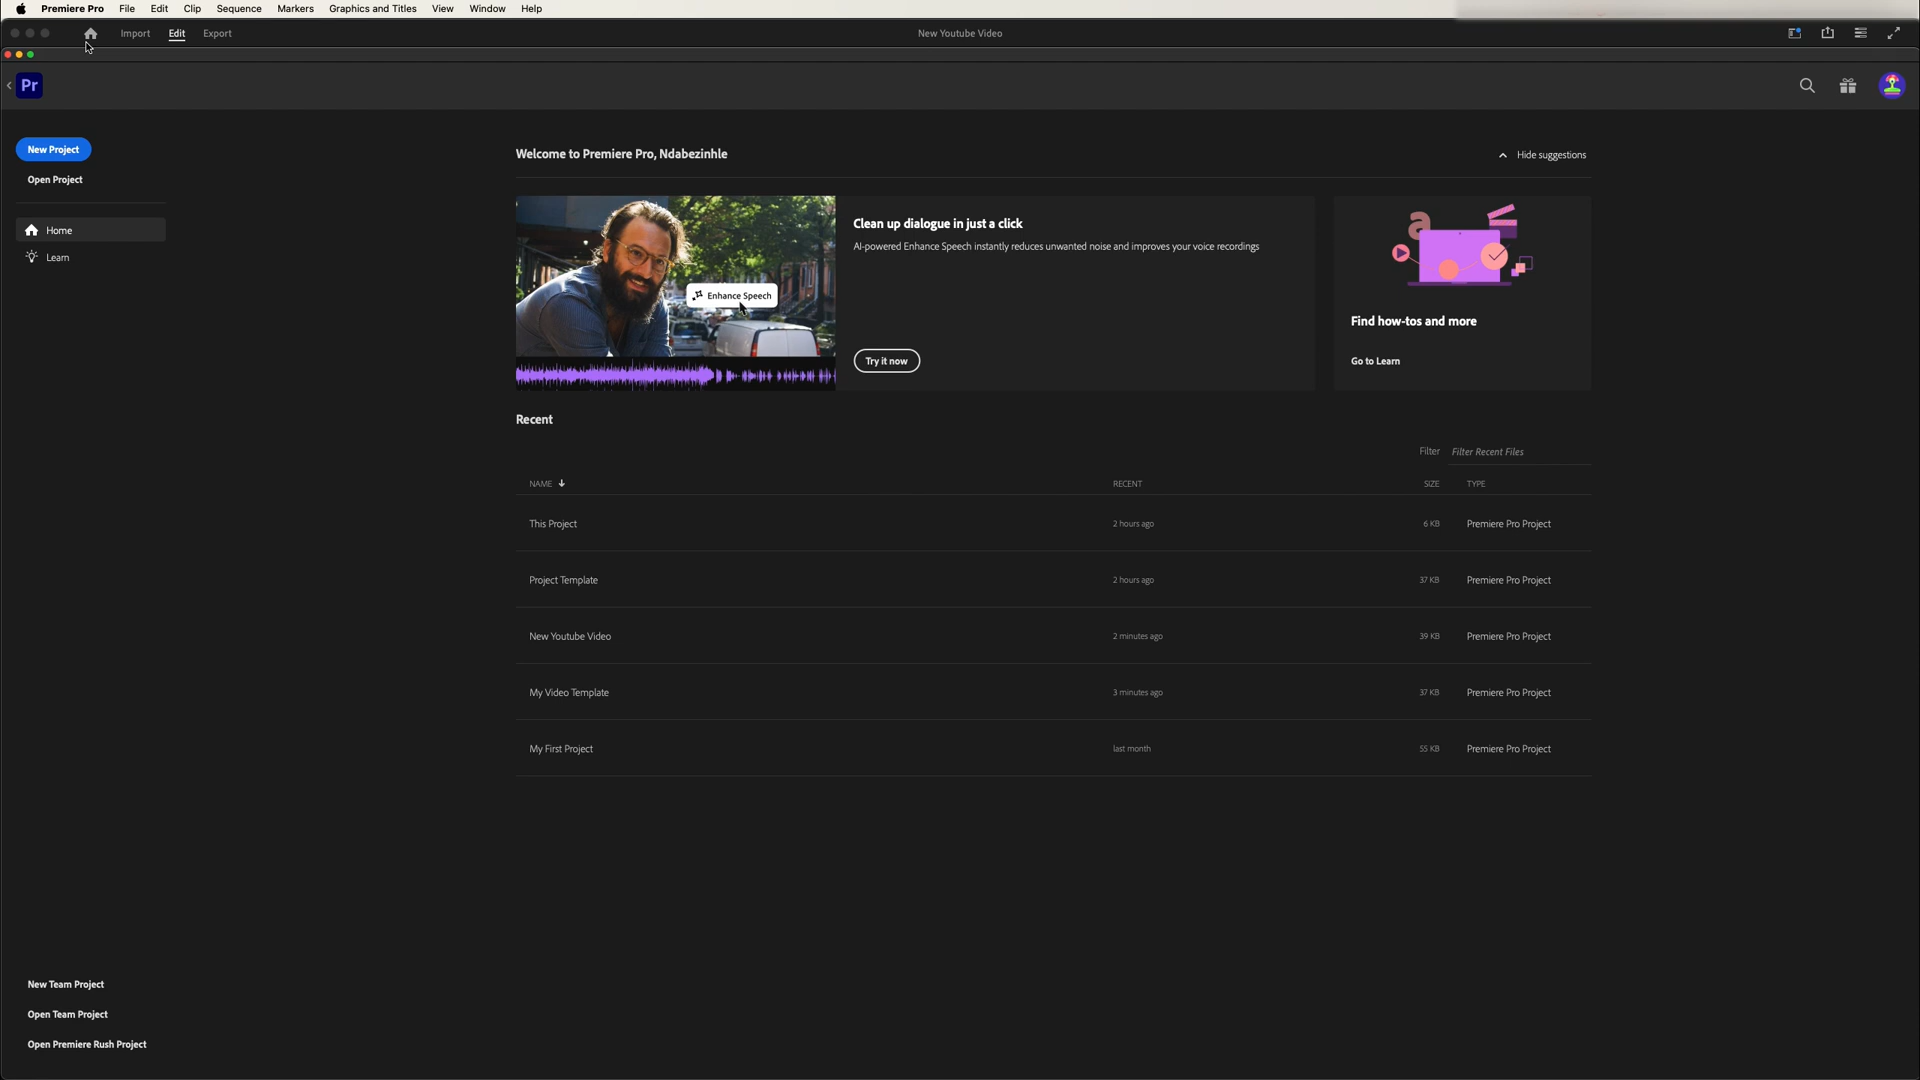 Premiere Pro File Edit Clip Sequence Markers Graphics and Titles View Window Help
Import Edit Export New Youtube Video
Pr
New Project
Open Project
Home
Learn
Welcome to Premiere Pro, Ndabezinhle
Hide suggestions
Enhance Speech
Clean up dialogue in just a click
AI-powered Enhance Speech instantly reduces unwanted noise and improves your voice recordings
Try it now
a
Find how-tos and more
Go to Learn
Recent
Filter Filter Recent Files
NAME RECENT SIZE TYPE
This Project 2 hours ago 6 KB Premiere Pro Project
Project Template 2 hours ago 37 KB Premiere Pro Project
New Youtube Video 2 minutes ago 39 KB Premiere Pro Project
My Video Template 3 minutes ago 37 KB Premiere Pro Project
My First Project last month 55 KB Premiere Pro Project
New Team Project
Open Team Project
Open Premiere Rush Project